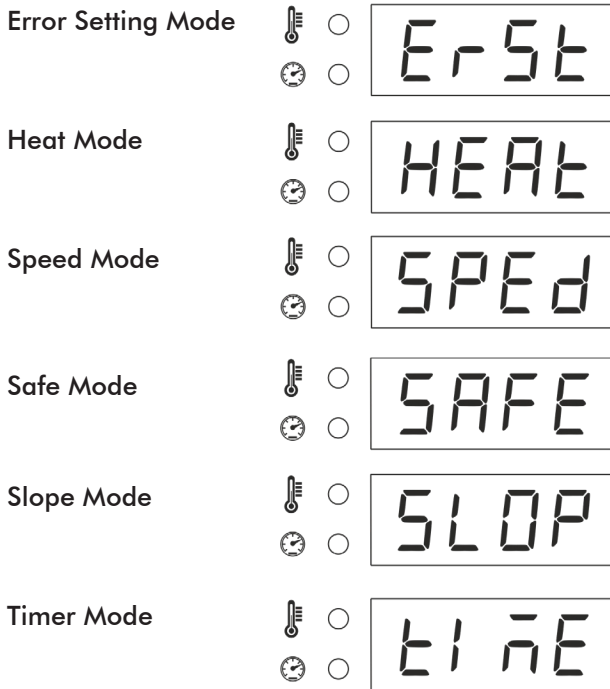 Error Setting Mode ErSt
Heat Mode HEAt
Speed Mode SPEd
Safe Mode SAFE
Slope Mode SLOP
Timer Mode tImE